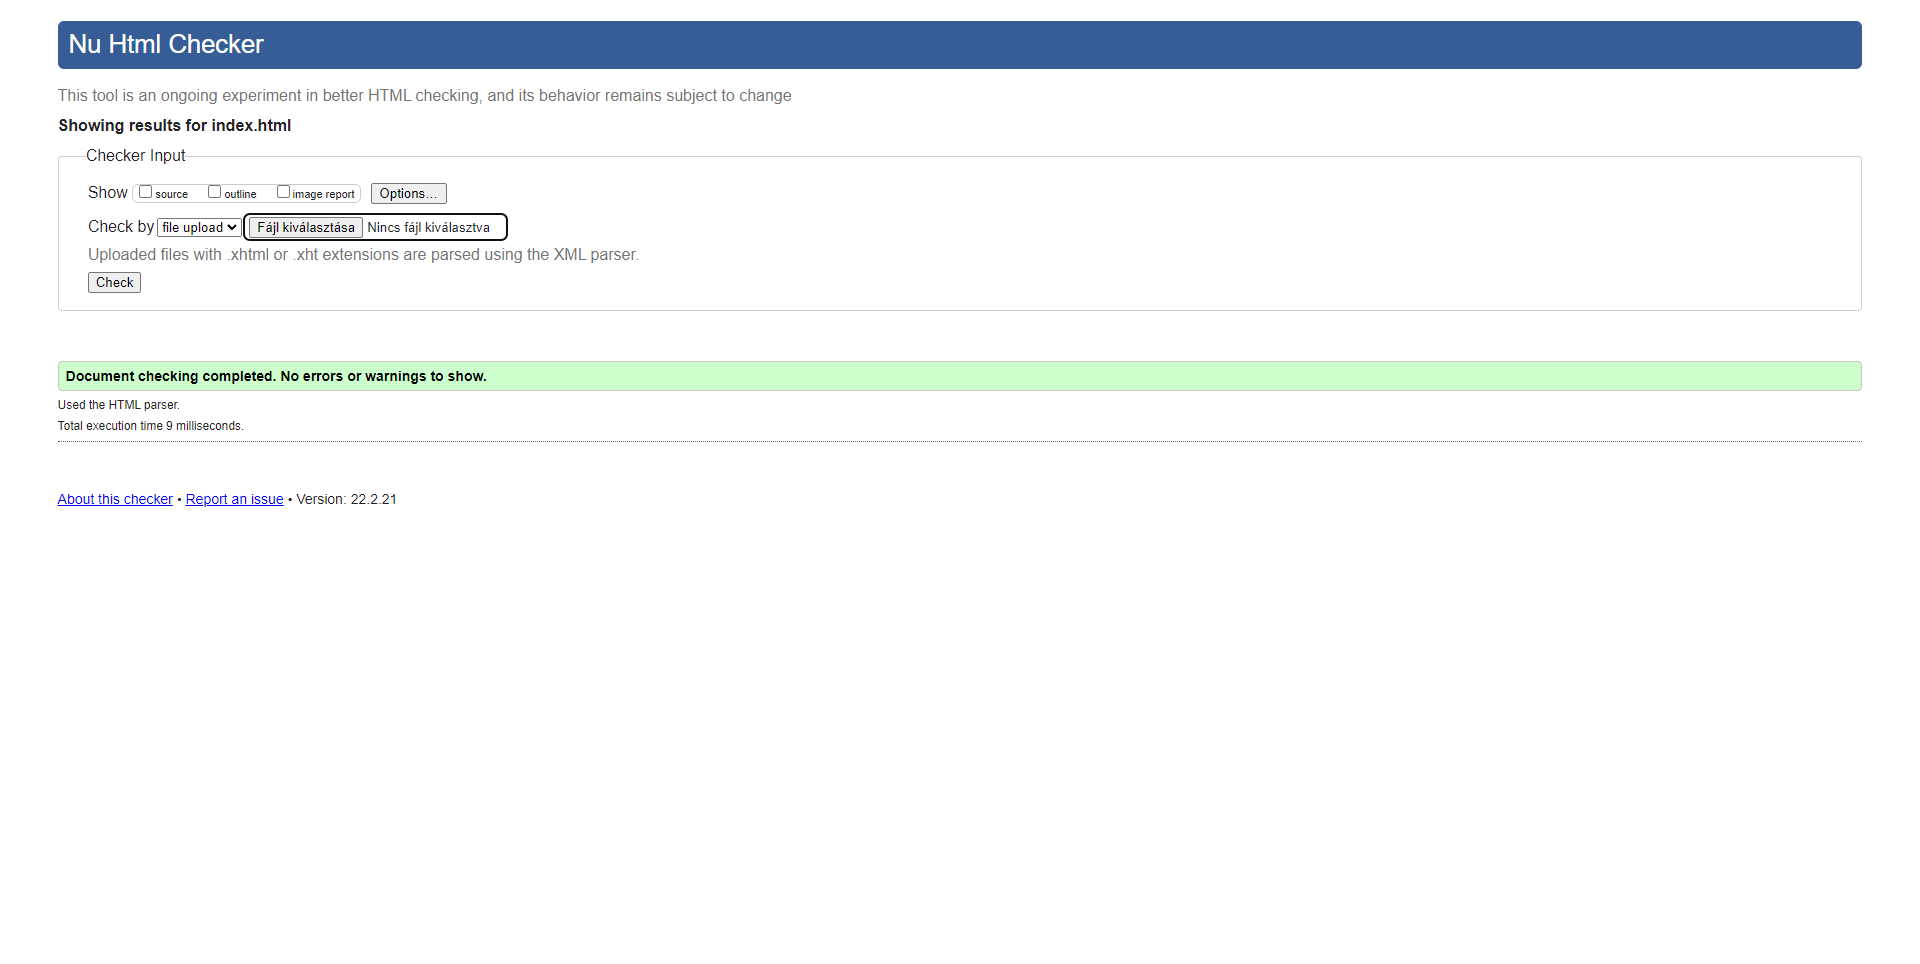 Nu Html Checker
This tool is an ongoing experiment in better HTML checking, and its behavior remains subject to change
Showing results for index.html
Checker Input
Show source outline image report Options...
Check by file upload Fájl kiválasztása Nincs fájl kiválasztva
Uploaded files with .xhtml or .xht extensions are parsed using the XML parser.
Check
Document checking completed. No errors or warnings to show.
Used the HTML parser.
Total execution time 9 milliseconds.
About this checker • Report an issue • Version: 22.2.21